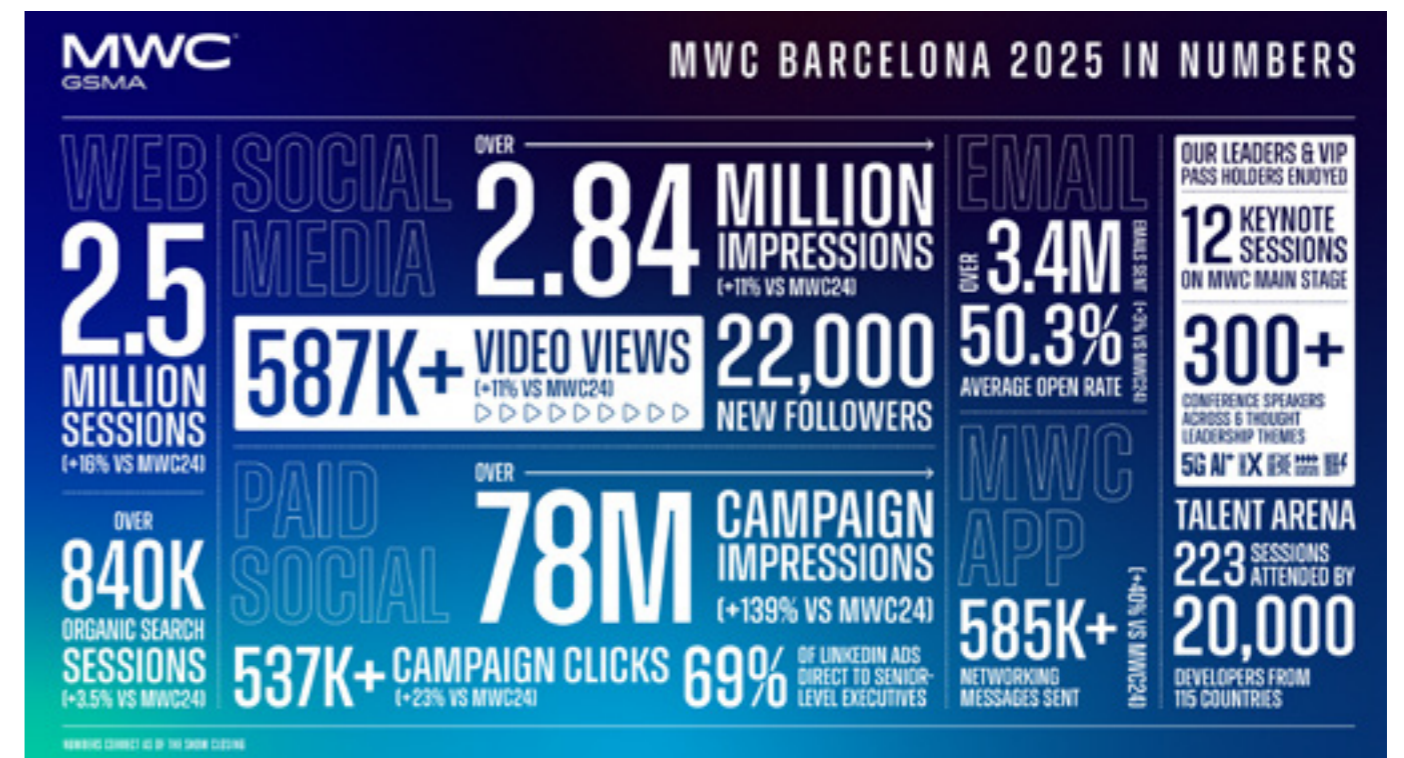 MWC
GSMA
MWC BARCELONA 2025 IN NUMBERS
WEB
2.5
MILLION
SESSIONS
(+16% VS MWC24)
OVER
840K
ORGANIC SEARCH
SESSIONS
(+3.5% VS MWC24)
SOCIAL
MEDIA
OVER
2.84
MILLION
IMPRESSIONS
(+11% VS MWC24)
587K+
VIDEO VIEWS
(+11% VS MWC24)
22,000
NEW FOLLOWERS
PAID
SOCIAL
OVER
78M
CAMPAIGN
IMPRESSIONS
(+139% VS MWC24)
537K+
CAMPAIGN CLICKS
(+23% VS MWC24)
69%
OF LINKEDIN ADS
DIRECT TO SENIOR-
LEVEL EXECUTIVES
EMAIL
OVER
3.4M
EMAILS SENT (+3% VS MWC24)
50.3%
AVERAGE OPEN RATE
MWC
APP
585K+
NETWORKING
MESSAGES SENT
(+40% VS MWC24)
OUR LEADERS & VIP
PASS HOLDERS ENJOYED
12 KEYNOTE
SESSIONS
ON MWC MAIN STAGE
300+
CONFERENCE SPEAKERS
ACROSS 6 THOUGHT
LEADERSHIP THEMES
5G AI+ X
TALENT ARENA
223 SESSIONS
ATTENDED BY
20,000
DEVELOPERS FROM
115 COUNTRIES
NUMBERS CORRECT AS OF THE SHOW CLOSING